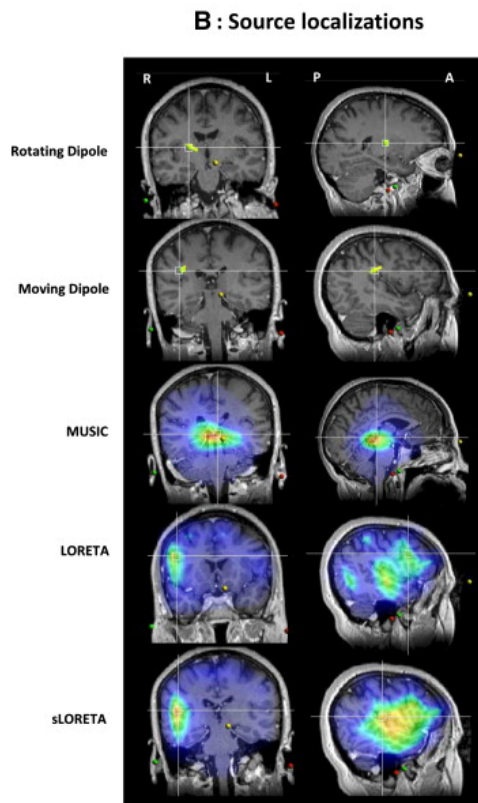 B : Source localizations
R L P A
Rotating Dipole
Moving Dipole
MUSIC
LORETA
sLORETA